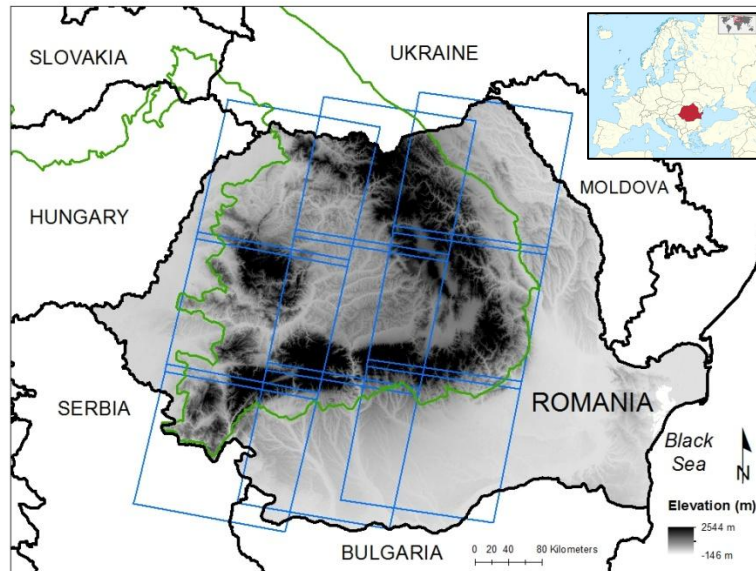 SLOVAKIA
UKRAINE
HUNGARY
MOLDOVA
SERBIA
ROMANIA
Black
Sea
N
Elevation (m)
2544 m
-146 m
BULGARIA
0 20 40 80 Kilometers